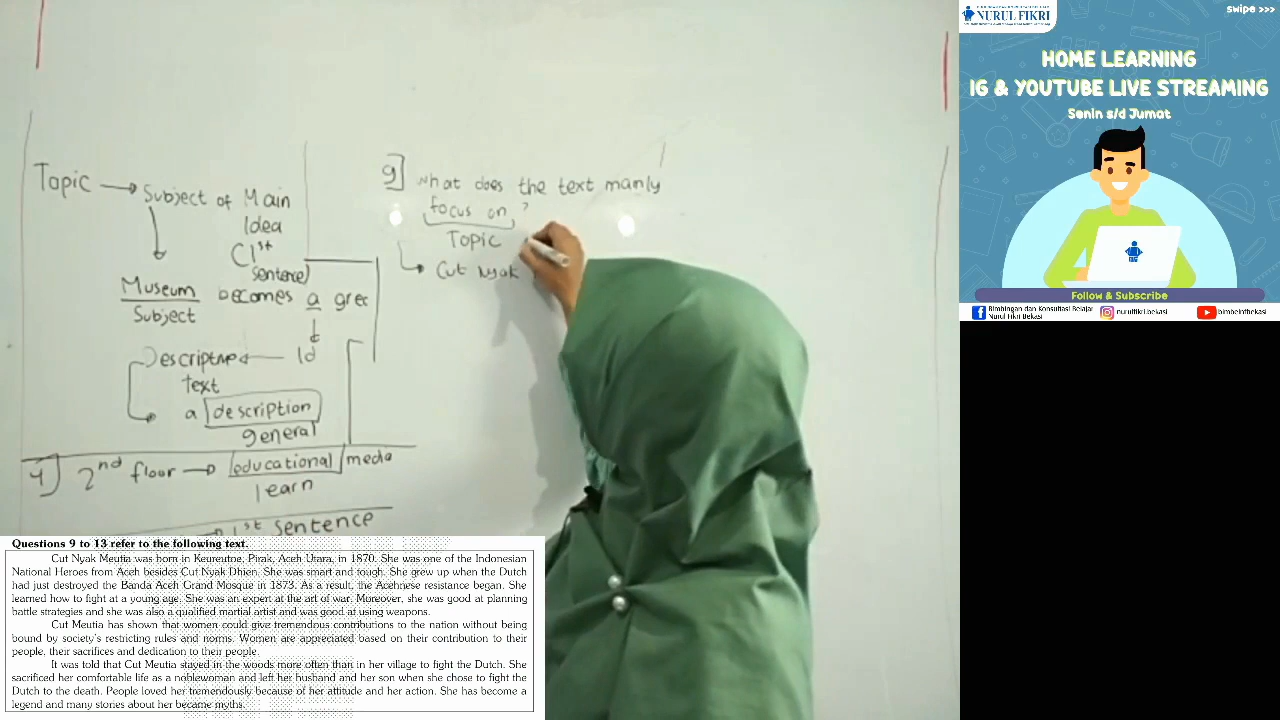 Topic → Subject of Main
Idea
(1st
sentence)
Museum becomes a gree
Subject
Descriptive ← Id
text
a description
general
4) 2nd floor → educational media
learn
1st sentence
9] What does the text manly
focus on ?
Topic
Cut Nyak
Questions 9 to 13 refer to the following text.
Cut Nyak Meutia was born in Keureutoe, Pirak, Aceh Utara, in 1870. She was one of the Indonesian
National Heroes from Aceh besides Cut Nyak Dhien. She was smart and tough. She grew up when the Dutch
had just destroyed the Banda Aceh Grand Mosque in 1873. As a result, the Acehnese resistance began. She
learned how to fight at a young age. She was an expert at the art of war. Moreover, she was good at planning
battle strategies and she was also a qualified martial artist and was good at using weapons.
Cut Meutia has shown that women could give tremendous contributions to the nation without being
bound by society's restricting rules and norms. Women are appreciated based on their contribution to their
people, their sacrifices and dedication to their people.
It was told that Cut Meutia stayed in the woods more often than in her village to fight the Dutch. She
sacrificed her comfortable life as a noblewoman and left her husband and her son when she chose to fight the
Dutch to the death. People loved her tremendously because of her attitude and her action. She has become a
legend and many stories about her became myths.
NURUL FIKRI
swipe >>>
HOME LEARNING
IG & YOUTUBE LIVE STREAMING
Senin s/d Jumat
Follow & Subscribe
Bimbingan dan Konsultasi Belajar
Nurul Fikri Bekasi
nurulfikri.bekasi
bimbelnfbekasi